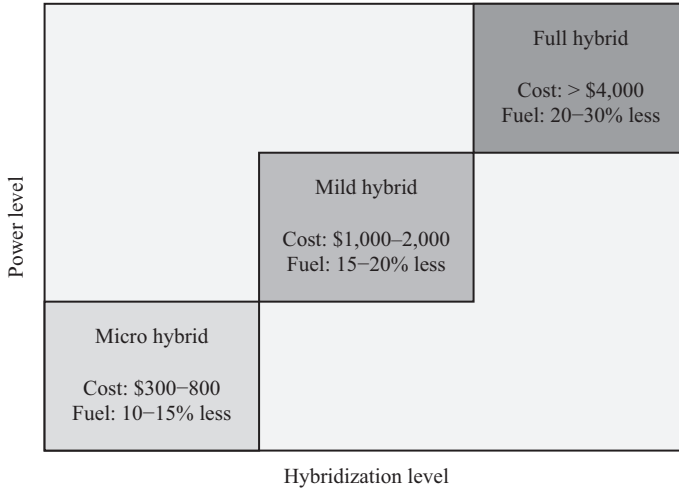 Full hybrid
Cost: > $4,000
Fuel: 20−30% less
Mild hybrid
Cost: $1,000–2,000
Fuel: 15−20% less
Micro hybrid
Cost: $300−800
Fuel: 10−15% less
Power level
Hybridization level